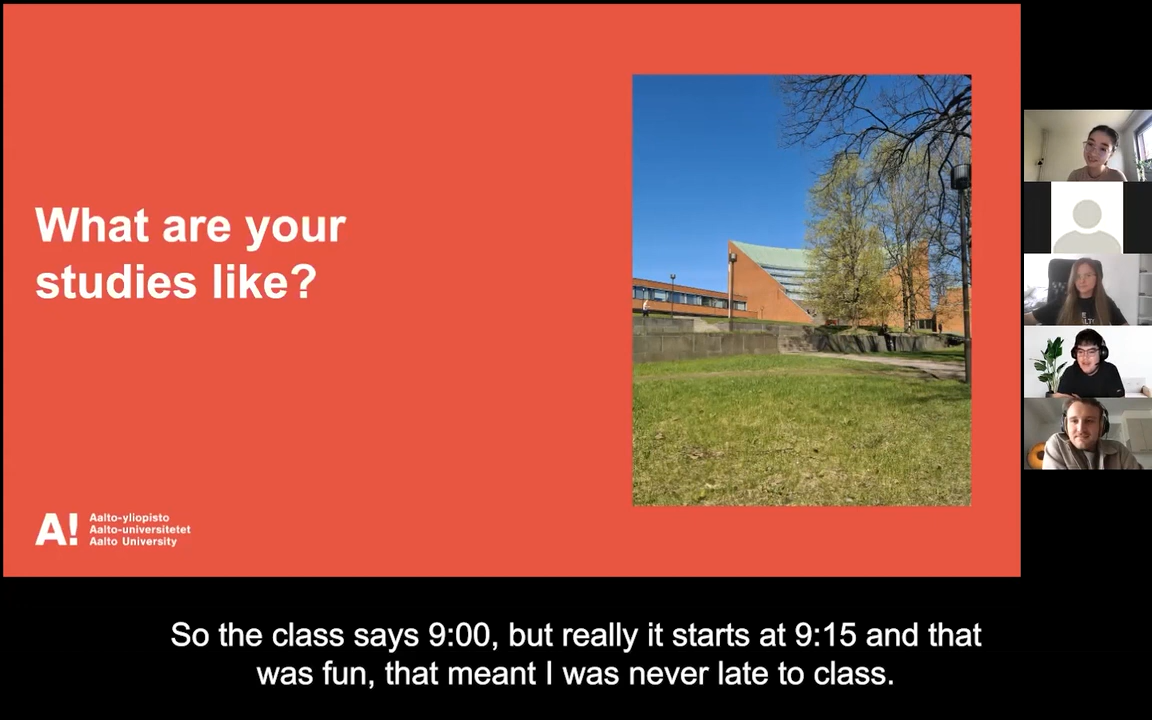 What are your
studies like?
A!
Aalto-yliopisto
Aalto-universitetet
Aalto University
So the class says 9:00, but really it starts at 9:15 and that
was fun, that meant I was never late to class.